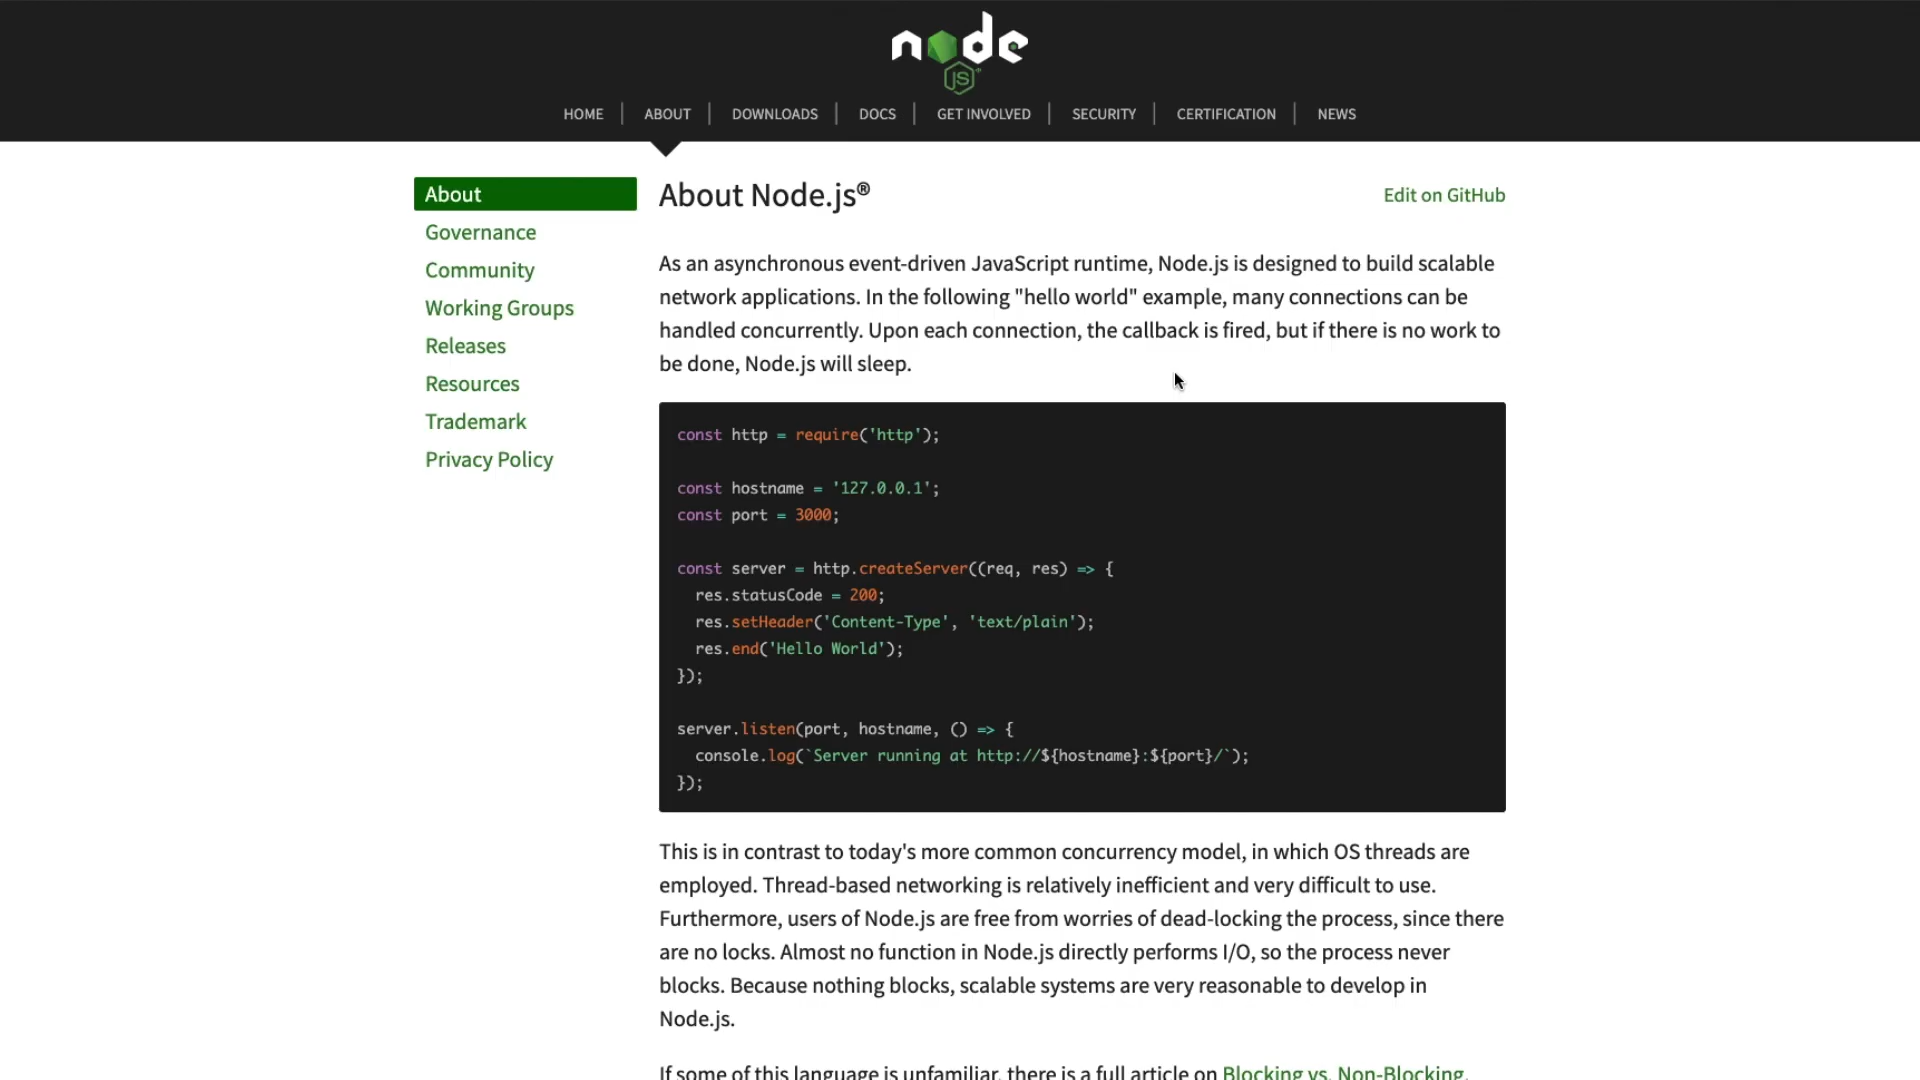 node
JS
HOME
ABOUT
DOWNLOADS
DOCS
GET INVOLVED
SECURITY
CERTIFICATION
NEWS
About
Governance
Community
Working Groups
Releases
Resources
Trademark
Privacy Policy
About Node.js®
Edit on GitHub
As an asynchronous event-driven JavaScript runtime, Node.js is designed to build scalable
network applications. In the following "hello world" example, many connections can be
handled concurrently. Upon each connection, the callback is fired, but if there is no work to
be done, Node.js will sleep.
const http = require('http');
const hostname = '127.0.0.1';
const port = 3000;
const server = http.createServer((req, res) => {
  res.statusCode = 200;
  res.setHeader('Content-Type', 'text/plain');
  res.end('Hello World');
});
server.listen(port, hostname, () => {
  console.log(`Server running at http://${hostname}:${port}/`);
});
This is in contrast to today's more common concurrency model, in which OS threads are
employed. Thread-based networking is relatively inefficient and very difficult to use.
Furthermore, users of Node.js are free from worries of dead-locking the process, since there
are no locks. Almost no function in Node.js directly performs I/O, so the process never
blocks. Because nothing blocks, scalable systems are very reasonable to develop in
Node.js.
If some of this language is unfamiliar, there is a full article on Blocking vs. Non-Blocking.